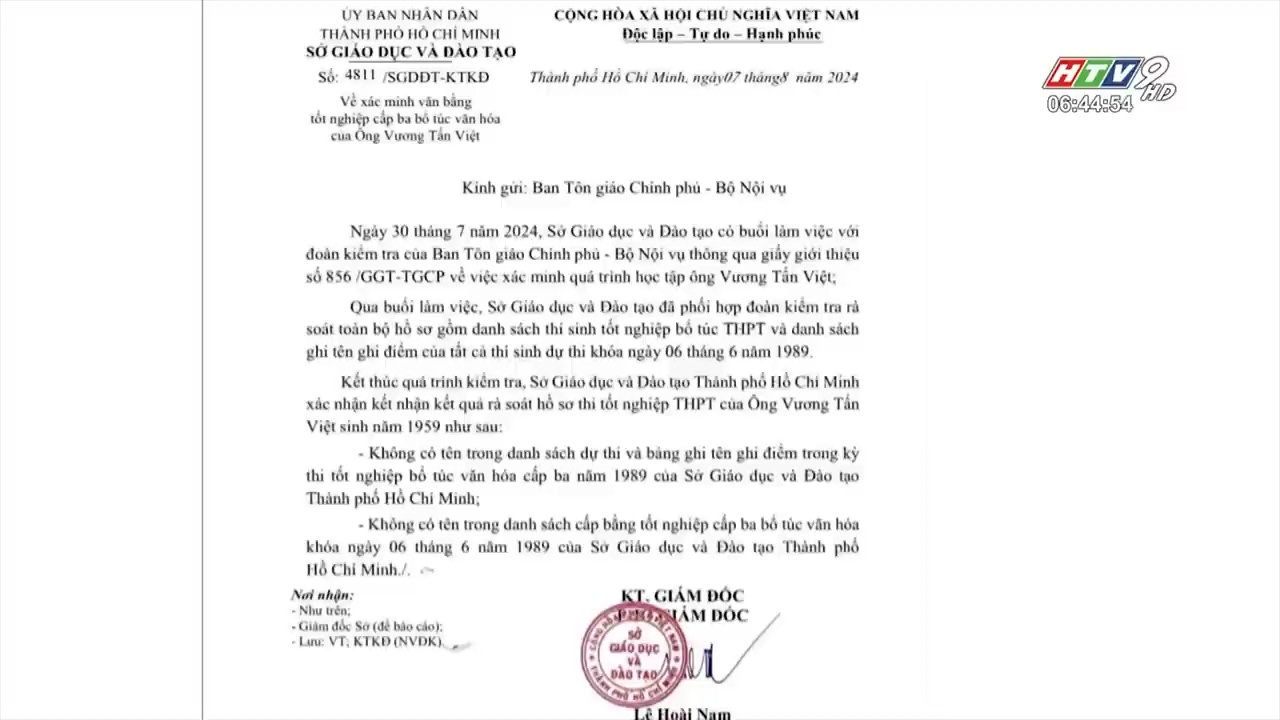 ỦY BAN NHÂN DÂN
THÀNH PHỐ HỒ CHÍ MINH
SỞ GIÁO DỤC VÀ ĐÀO TẠO
Số: 4811 /SGDĐT-KTKĐ
Về xác minh văn bằng
tốt nghiệp cấp ba bổ túc văn hóa
của Ông Vương Tấn Việt
CỘNG HÒA XÃ HỘI CHỦ NGHĨA VIỆT NAM
Độc lập – Tự do – Hạnh phúc
Thành phố Hồ Chí Minh, ngày07 tháng8 năm 2024
HTV9 HD
06:44:54
Kính gửi: Ban Tôn giáo Chính phủ - Bộ Nội vụ
Ngày 30 tháng 7 năm 2024, Sở Giáo dục và Đào tạo có buổi làm việc với
đoàn kiểm tra của Ban Tôn giáo Chính phủ - Bộ Nội vụ thông qua giấy giới thiệu
số 856 /GGT-TGCP về việc xác minh quá trình học tập ông Vương Tấn Việt;
Qua buổi làm việc, Sở Giáo dục và Đào tạo đã phối hợp đoàn kiểm tra rà
soát toàn bộ hồ sơ gồm danh sách thí sinh tốt nghiệp bổ túc THPT và danh sách
ghi tên ghi điểm của tất cả thí sinh dự thi khóa ngày 06 tháng 6 năm 1989.
Kết thúc quá trình kiểm tra, Sở Giáo dục và Đào tạo Thành phố Hồ Chí Minh
xác nhận kết nhận kết quả rà soát hồ sơ thi tốt nghiệp THPT của Ông Vương Tấn
Việt sinh năm 1959 như sau:
- Không có tên trong danh sách dự thi và bảng ghi tên ghi điểm trong kỳ
thi tốt nghiệp bổ túc văn hóa cấp ba năm 1989 của Sở Giáo dục và Đào tạo
Thành phố Hồ Chí Minh;
- Không có tên trong danh sách cấp bằng tốt nghiệp cấp ba bổ túc văn hóa
khóa ngày 06 tháng 6 năm 1989 của Sở Giáo dục và Đào tạo Thành phố
Hồ Chí Minh./.
Nơi nhận:
- Như trên;
- Giám đốc Sở (để báo cáo);
- Lưu: VT; KTKĐ (NVĐK).
KT. GIÁM ĐỐC
GIÁM ĐỐC
SỞ
GIÁO DỤC
VÀ
ĐÀO TẠO
THÀNH PHỐ HỒ CHÍ MINH
Lê Hoài Nam